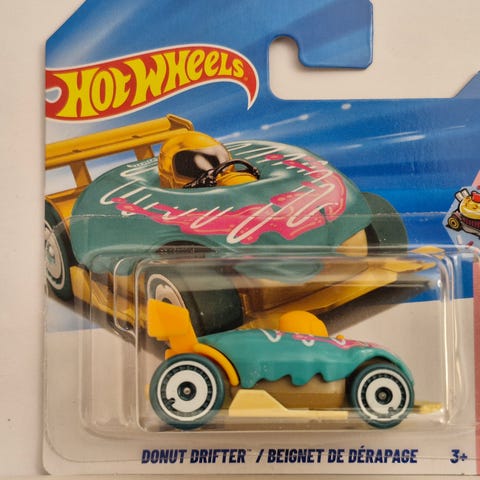 HOT WHEELS
DONUT DRIFTER™ / BEIGNET DE DÉRAPAGE 3+